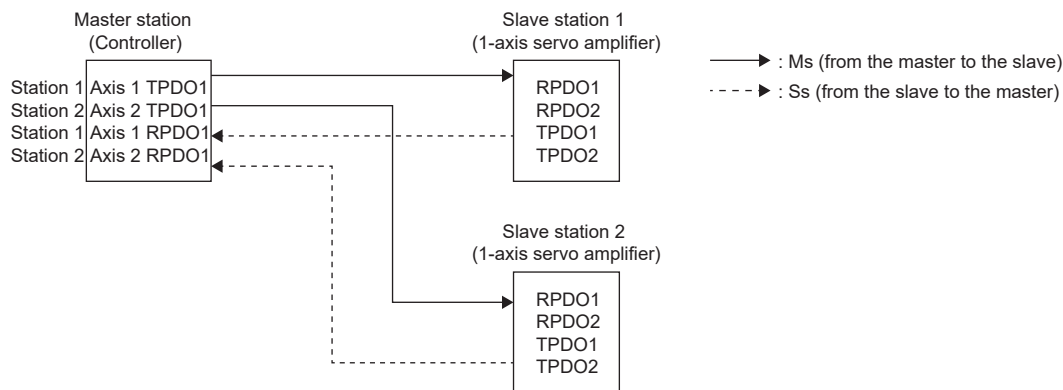 Master station
(Controller)
Station 1 Axis 1 TPDO1
Station 2 Axis 2 TPDO1
Station 1 Axis 1 RPDO1
Station 2 Axis 2 RPDO1
Slave station 1
(1-axis servo amplifier)
RPDO1
RPDO2
TPDO1
TPDO2
Slave station 2
(1-axis servo amplifier)
RPDO1
RPDO2
TPDO1
TPDO2
: Ms (from the master to the slave)
: Ss (from the slave to the master)